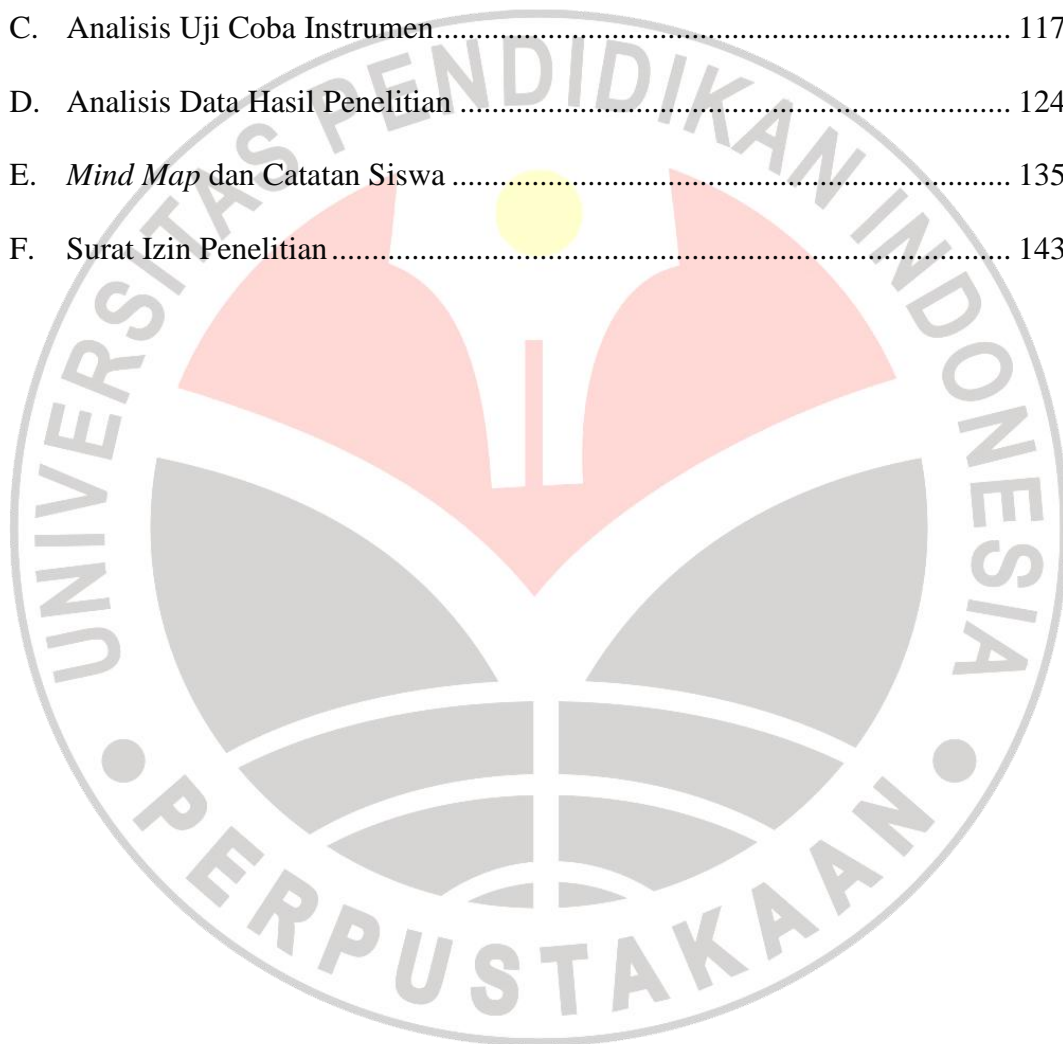 C. Analisis Uji Coba Instrumen.......................................................................... 117
D. Analisis Data Hasil Penelitian ....................................................................... 124
E. Mind Map dan Catatan Siswa ........................................................................ 135
F. Surat Izin Penelitian....................................................................................... 143
UNIVERSITAS PENDIDIKAN INDONESIA
PERPUSTAKAAN